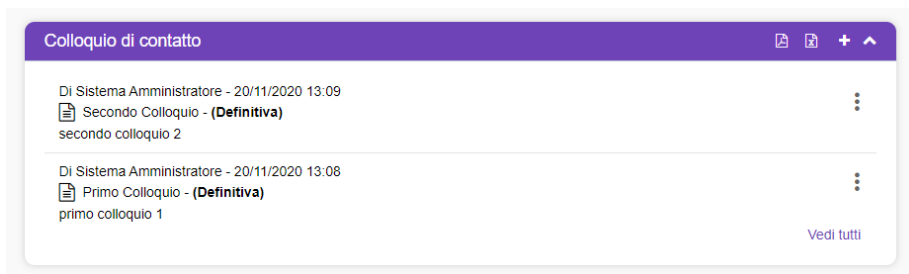 Colloquio di contatto
Di Sistema Amministratore - 20/11/2020 13:09
Secondo Colloquio - (Definitiva)
secondo colloquio 2
Di Sistema Amministratore - 20/11/2020 13:08
Primo Colloquio - (Definitiva)
primo colloquio 1
Vedi tutti